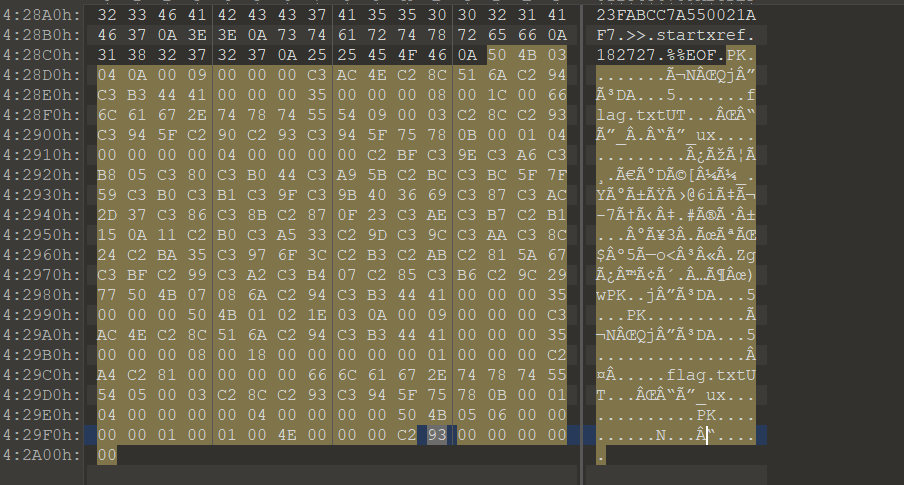 4:28A0h: 32 33 46 41 42 43 43 37 41 35 35 30 30 32 31 41 23FABCC7A550021A
4:28B0h: 46 37 0A 3E 3E 0A 73 74 61 72 74 78 72 65 66 0A F7.>>.startxref.
4:28C0h: 31 38 32 37 32 37 0A 25 25 45 4F 46 0A 50 4B 03 182727.%%EOF.PK.
4:28D0h: 04 0A 00 09 00 00 00 C3 AC 4E C2 8C 51 6A C2 94 .......Ã¬NÂŒQjÂ”
4:28E0h: C3 B3 44 41 00 00 00 35 00 00 00 08 00 1C 00 66 Ã³DA...5.......f
4:28F0h: 6C 61 67 2E 74 78 74 55 54 09 00 03 C2 8C C2 93 lag.txtUT...ÂŒÂ“
4:2900h: C3 94 5F C2 90 C2 93 C3 94 5F 75 78 0B 00 01 04 Ã”_Â.Â“Ã”_ux....
4:2910h: 00 00 00 00 04 00 00 00 00 C2 BF C3 9E C3 A6 C3 .........Â¿ÃžÃ¦Ã
4:2920h: B8 05 C3 80 C3 B0 44 C3 A9 5B C2 BC C3 BC 5F 7F ¸.Ã€Ã°DÃ©[Â¼Ã¼_.
4:2930h: 59 C3 B0 C3 B1 C3 9F C3 9B 40 36 69 C3 87 C3 AC YÃ°Ã±ÃŸÃ›@6iÃ‡Ã¬
4:2940h: 2D 37 C3 86 C3 8B C2 87 0F 23 C3 AE C3 B7 C2 B1 -7Ã†Ã‹Â‡.#Ã®Ã·Â±
4:2950h: 15 0A 11 C2 B0 C3 A5 33 C2 9D C3 9C C3 AA C3 8C ...Â°Ã¥3Â.ÃœÃªÃŒ
4:2960h: 24 C2 BA 35 C3 97 6F 3C C2 B3 C2 AB C2 81 5A 67 $Âº5Ã—o<Â³Â«Â.Zg
4:2970h: C3 BF C2 99 C3 A2 C3 B4 07 C2 85 C3 B6 C2 9C 29 Ã¿Â™Ã¢Ã´.Â…Ã¶Âœ)
4:2980h: 77 50 4B 07 08 6A C2 94 C3 B3 44 41 00 00 00 35 wPK..jÂ”Ã³DA...5
4:2990h: 00 00 00 50 4B 01 02 1E 03 0A 00 09 00 00 00 C3 ...PK..........Ã
4:29A0h: AC 4E C2 8C 51 6A C2 94 C3 B3 44 41 00 00 00 35 ¬NÂŒQjÂ”Ã³DA...5
4:29B0h: 00 00 00 08 00 18 00 00 00 00 00 01 00 00 00 C2 ...............Â
4:29C0h: A4 C2 81 00 00 00 00 66 6C 61 67 2E 74 78 74 55 ¤Â.....flag.txtU
4:29D0h: 54 05 00 03 C2 8C C2 93 C3 94 5F 75 78 0B 00 01 T...ÂŒÂ“Ã”_ux...
4:29E0h: 04 00 00 00 00 04 00 00 00 00 50 4B 05 06 00 00 ..........PK....
4:29F0h: 00 00 01 00 01 00 4E 00 00 00 C2 93 00 00 00 00 ......N...Â“....
4:2A00h: 00 .